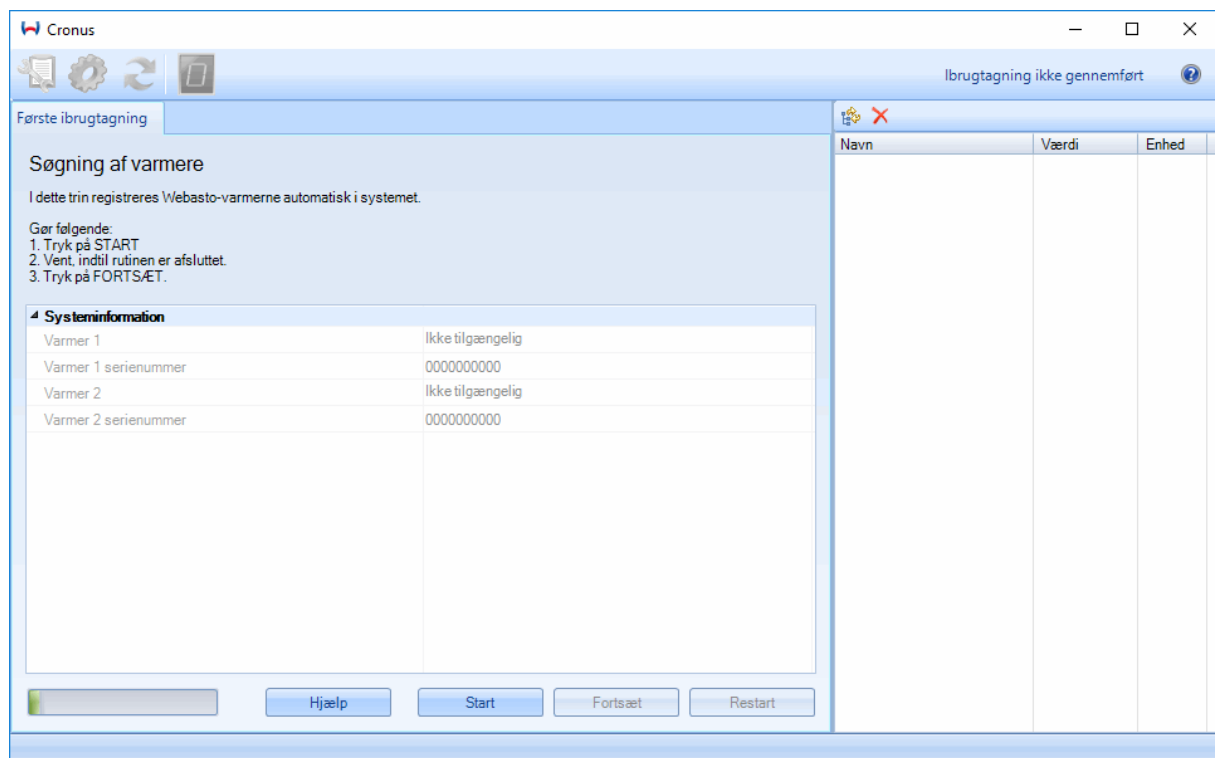 Cronus
Ibrugtagning ikke gennemført
Første ibrugtagning
Søgning af varmere
I dette trin registreres Webasto-varmerne automatisk i systemet.
Gør følgende:
1. Tryk på START
2. Vent, indtil rutinen er afsluttet.
3. Tryk på FORTSÆT.
Systeminformation
Varmer 1 Ikke tilgængelig
Varmer 1 serienummer 0000000000
Varmer 2 Ikke tilgængelig
Varmer 2 serienummer 0000000000
Hjælp Start Fortsæt Restart
Navn Værdi Enhed